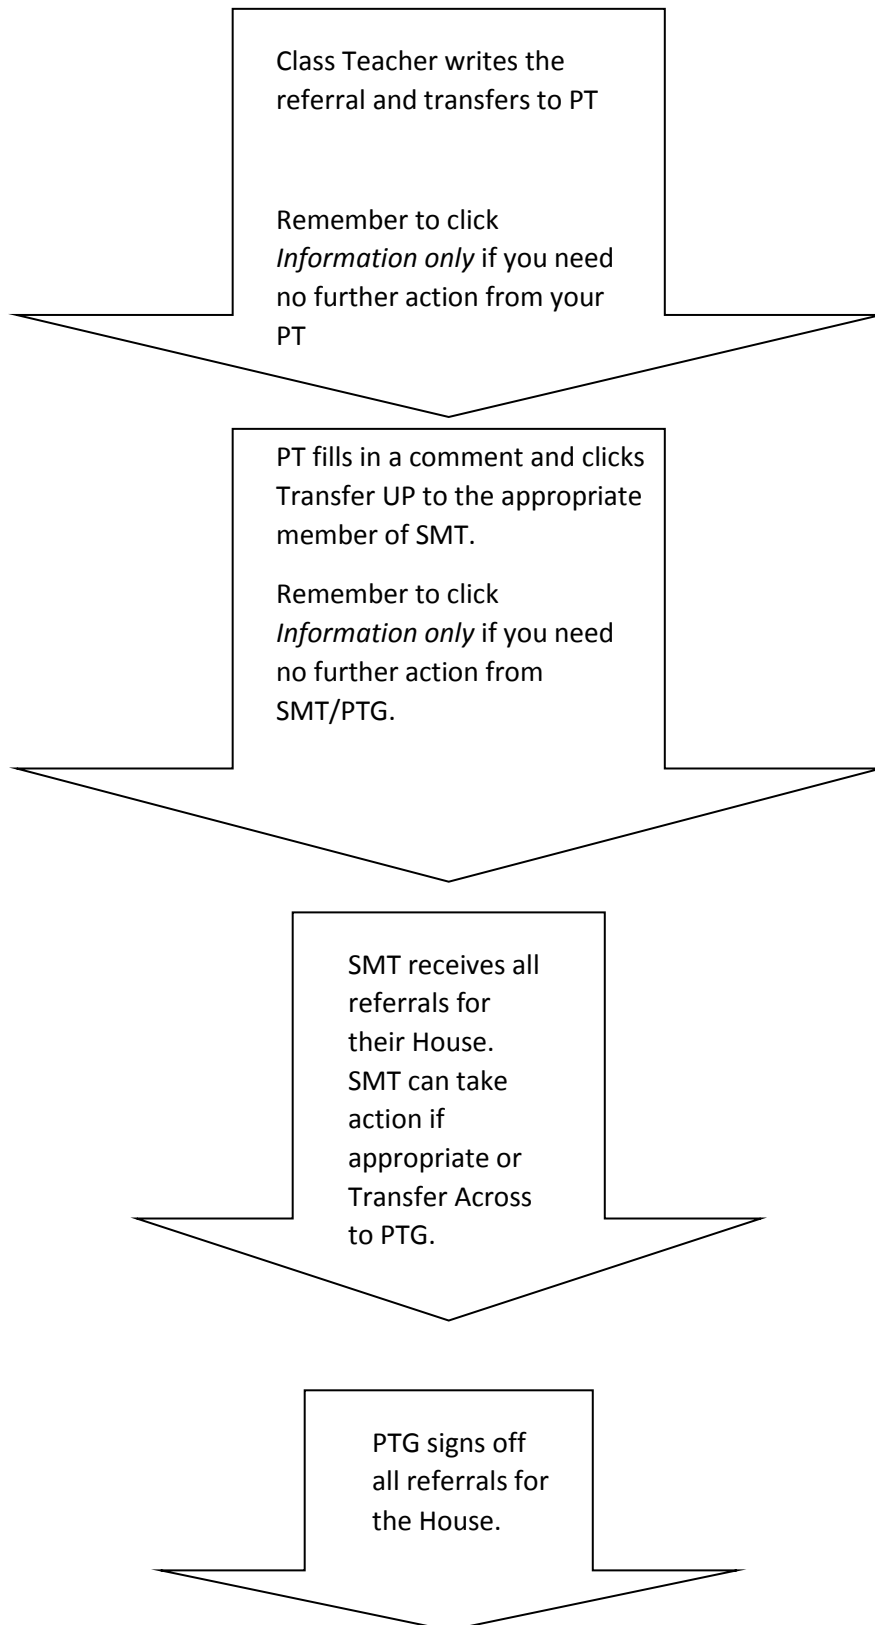 Class Teacher writes the
referral and transfers to PT
Remember to click
Information only if you need
no further action from your
PT
PT fills in a comment and clicks
Transfer UP to the appropriate
member of SMT.
Remember to click
Information only if you need
no further action from
SMT/PTG.
SMT receives all
referrals for
their House.
SMT can take
action if
appropriate or
Transfer Across
to PTG.
PTG signs off
all referrals for
the House.